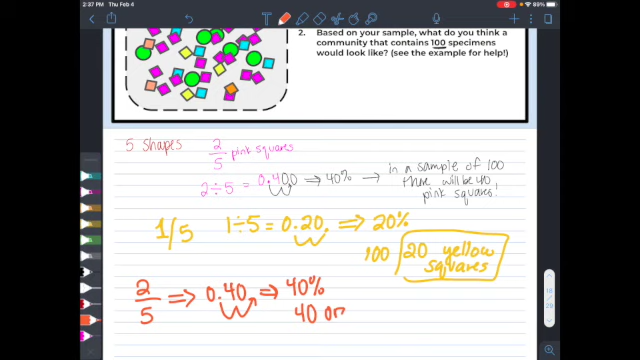 2:37 PM Thu Feb 4
89%
2. Based on your sample, what do you think a
community that contains 100 specimens
would look like? (see the example for help!)
5 Shapes
2/5 pink squares
2÷5 = 0.400 ⇒ 40% → in a sample of 100
there will be 40
pink squares!
1/5 1÷5 = 0.20. ⇒ 20%
100 20 yellow
squares
2/5 ⇒ 0.40 ⇒ 40%
40 or
18
20